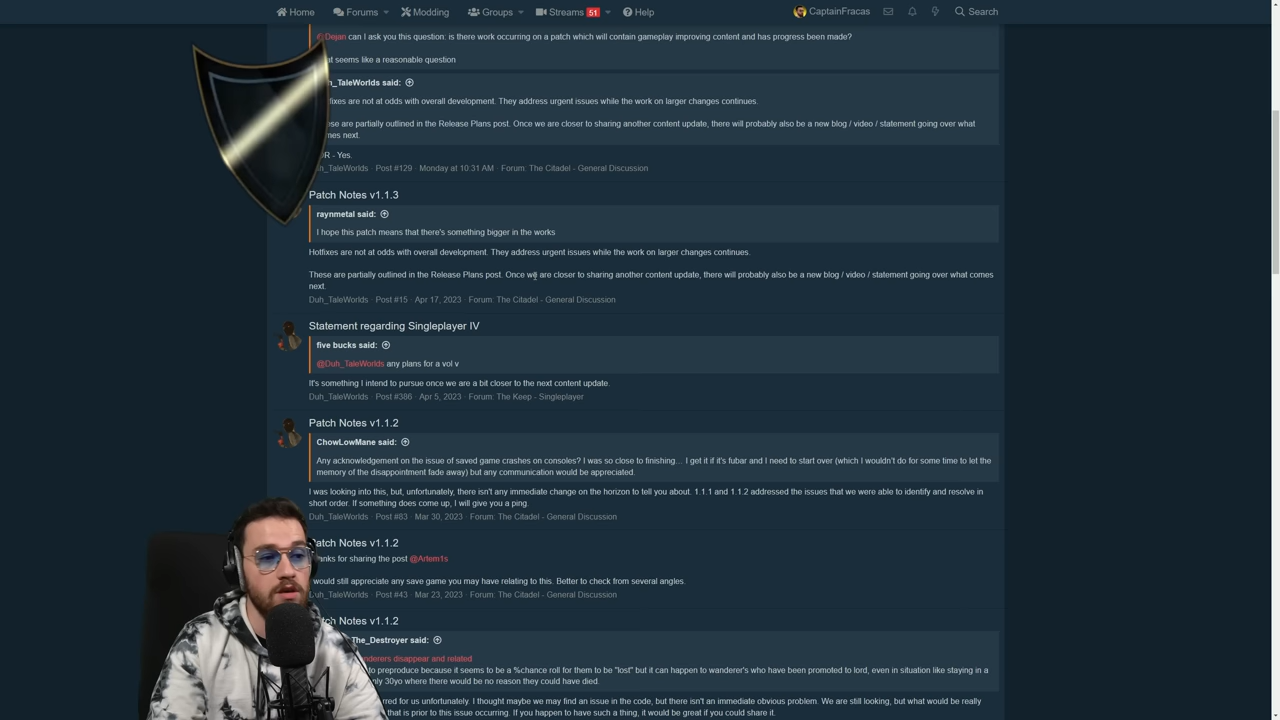 Home Forums Modding Groups Streams 51 Help CaptainFracas Search
@Dejan can I ask you this question: is there work occurring on a patch which will contain gameplay improving content and has progress been made?
at seems like a reasonable question
h_TaleWorlds said:
fixes are not at odds with overall development. They address urgent issues while the work on larger changes continues.
se are partially outlined in the Release Plans post. Once we are closer to sharing another content update, there will probably also be a new blog / video / statement going over what
mes next.
R - Yes.
h_TaleWorlds · Post #129 · Monday at 10:31 AM · Forum: The Citadel - General Discussion
Patch Notes v1.1.3
raynmetal said:
I hope this patch means that there's something bigger in the works
Hotfixes are not at odds with overall development. They address urgent issues while the work on larger changes continues.
These are partially outlined in the Release Plans post. Once we are closer to sharing another content update, there will probably also be a new blog / video / statement going over what comes
next.
Duh_TaleWorlds · Post #15 · Apr 17, 2023 · Forum: The Citadel - General Discussion
Statement regarding Singleplayer IV
five bucks said:
@Duh_TaleWorlds any plans for a vol v
It's something I intend to pursue once we are a bit closer to the next content update.
Duh_TaleWorlds · Post #386 · Apr 5, 2023 · Forum: The Keep - Singleplayer
Patch Notes v1.1.2
ChowLowMane said:
Any acknowledgement on the issue of saved game crashes on consoles? I was so close to finishing… I get it if it's fubar and I need to start over (which I wouldn't do for some time to let the
memory of the disappointment fade away) but any communication would be appreciated.
I was looking into this, but, unfortunately, there isn't any immediate change on the horizon to tell you about. 1.1.1 and 1.1.2 addressed the issues that we were able to identify and resolve in
short order. If something does come up, I will give you a ping.
Duh_TaleWorlds · Post #83 · Mar 30, 2023 · Forum: The Citadel - General Discussion
Patch Notes v1.1.2
anks for sharing the post @Artem1s
would still appreciate any save game you may have relating to this. Better to check from several angles.
Duh_TaleWorlds · Post #43 · Mar 23, 2023 · Forum: The Citadel - General Discussion
tch Notes v1.1.2
The_Destroyer said:
nderers disappear and related
to preproduce because it seems to be a %chance roll for them to be "lost" but it can happen to wanderer's who have been promoted to lord, even in situation like staying in a
nly 30yo where there would be no reason they could have died.
red for us unfortunately. I thought maybe we may find an issue in the code, but there isn't an immediate obvious problem. We are still looking, but what would be really
that is prior to this issue occurring. If you happen to have such a thing, it would be great if you could share it.